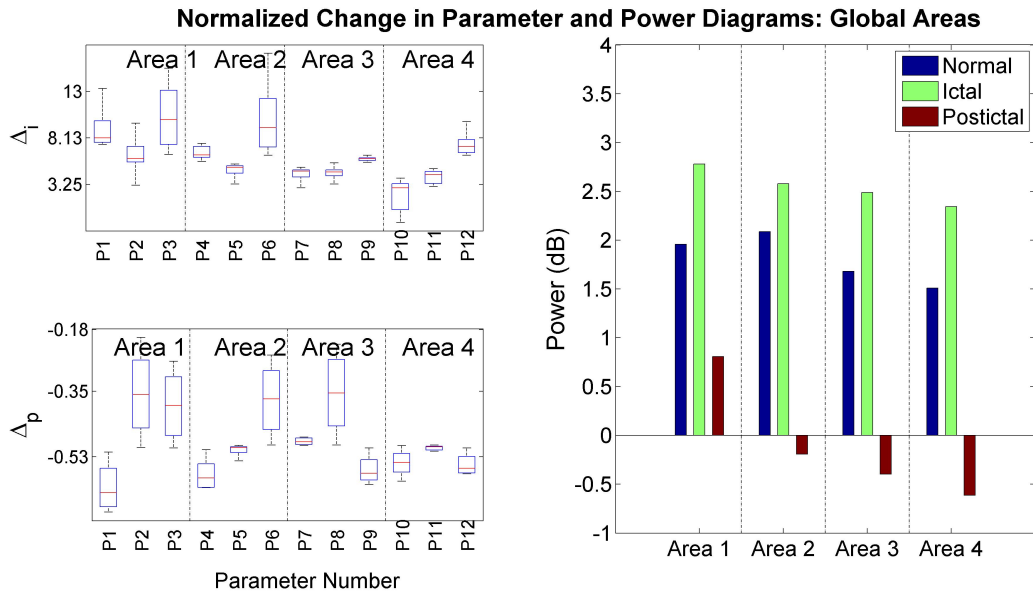 Normalized Change in Parameter and Power Diagrams: Global Areas
Area 1 Area 2 Area 3 Area 4
13
8.13
3.25
Δi
P1 P2 P3 P4 P5 P6 P7 P8 P9 P10 P11 P12
Area 1 Area 2 Area 3 Area 4
-0.18
-0.35
-0.53
Δp
P1 P2 P3 P4 P5 P6 P7 P8 P9 P10 P11 P12
Parameter Number
4
3.5
3
2.5
2
1.5
1
0.5
0
-0.5
-1
Power (dB)
Normal
Ictal
Postictal
Area 1 Area 2 Area 3 Area 4